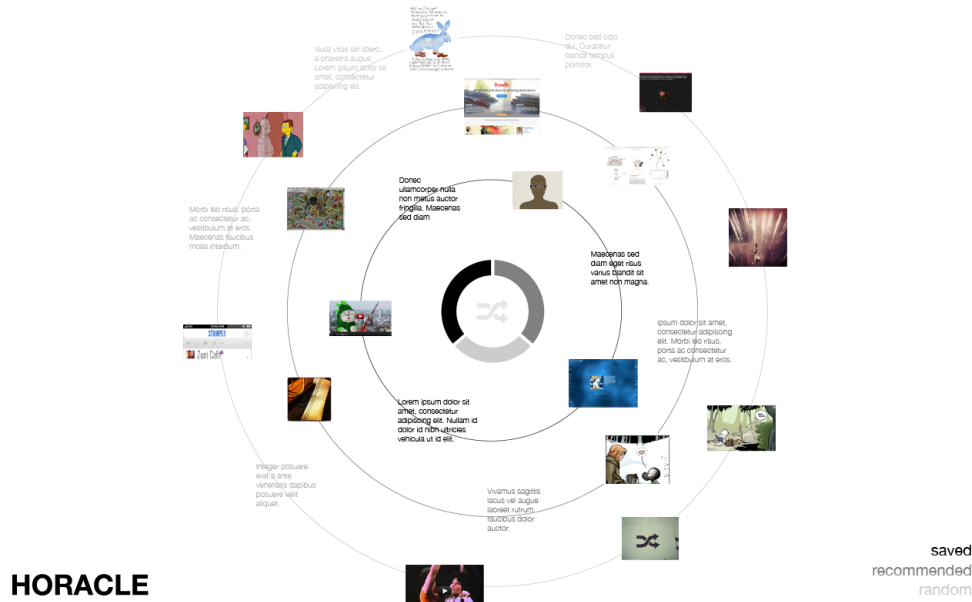 Nulla vitae elit libero,
a pharetra augue.
Lorem ipsum dolor sit
amet, consectetur
adipiscing elit.
Donec sed odio
dui. Curabitur
blandit tempus
porttitor.
Donec
ullamcorper nulla
non metus auctor
fringilla. Maecenas
sed diam
Morbi leo risus, porta
ac consectetur ac,
vestibulum at eros.
Maecenas faucibus
mollis interdum.
Maecenas sed
diam eget risus
varius blandit sit
amet non magna.
Ipsum dolor sit amet,
consectetur adipiscing
elit. Morbi leo risus,
porta ac consectetur
ac, vestibulum at eros.
STAMPED
Zuni Café
Lorem ipsum dolor sit
amet, consectetur
adipiscing elit. Nullam id
dolor id nibh ultricies
vehicula ut id elit.
Integer posuere
erat a ante
venenatis dapibus
posuere velit
aliquet.
Vivamus sagittis
lacus vel augue
laoreet rutrum
faucibus dolor
auctor.
saved
recommended
random
HORACLE